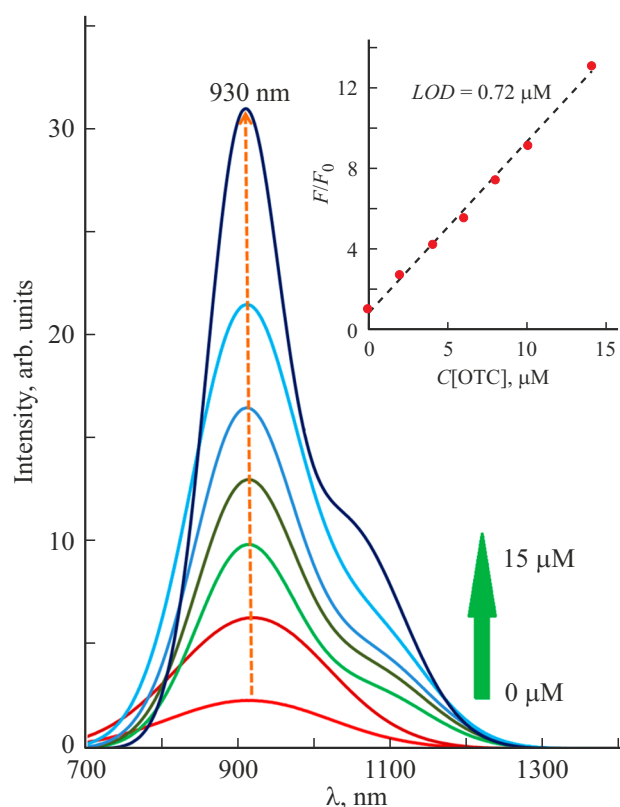 930 nm
30
20
10
0
Intensity, arb. units
700
900
1100
1300
λ, nm
15 μM
0 μM
LOD = 0.72 μM
12
8
4
0
F/F0
0
5
10
15
C[OTC], μM